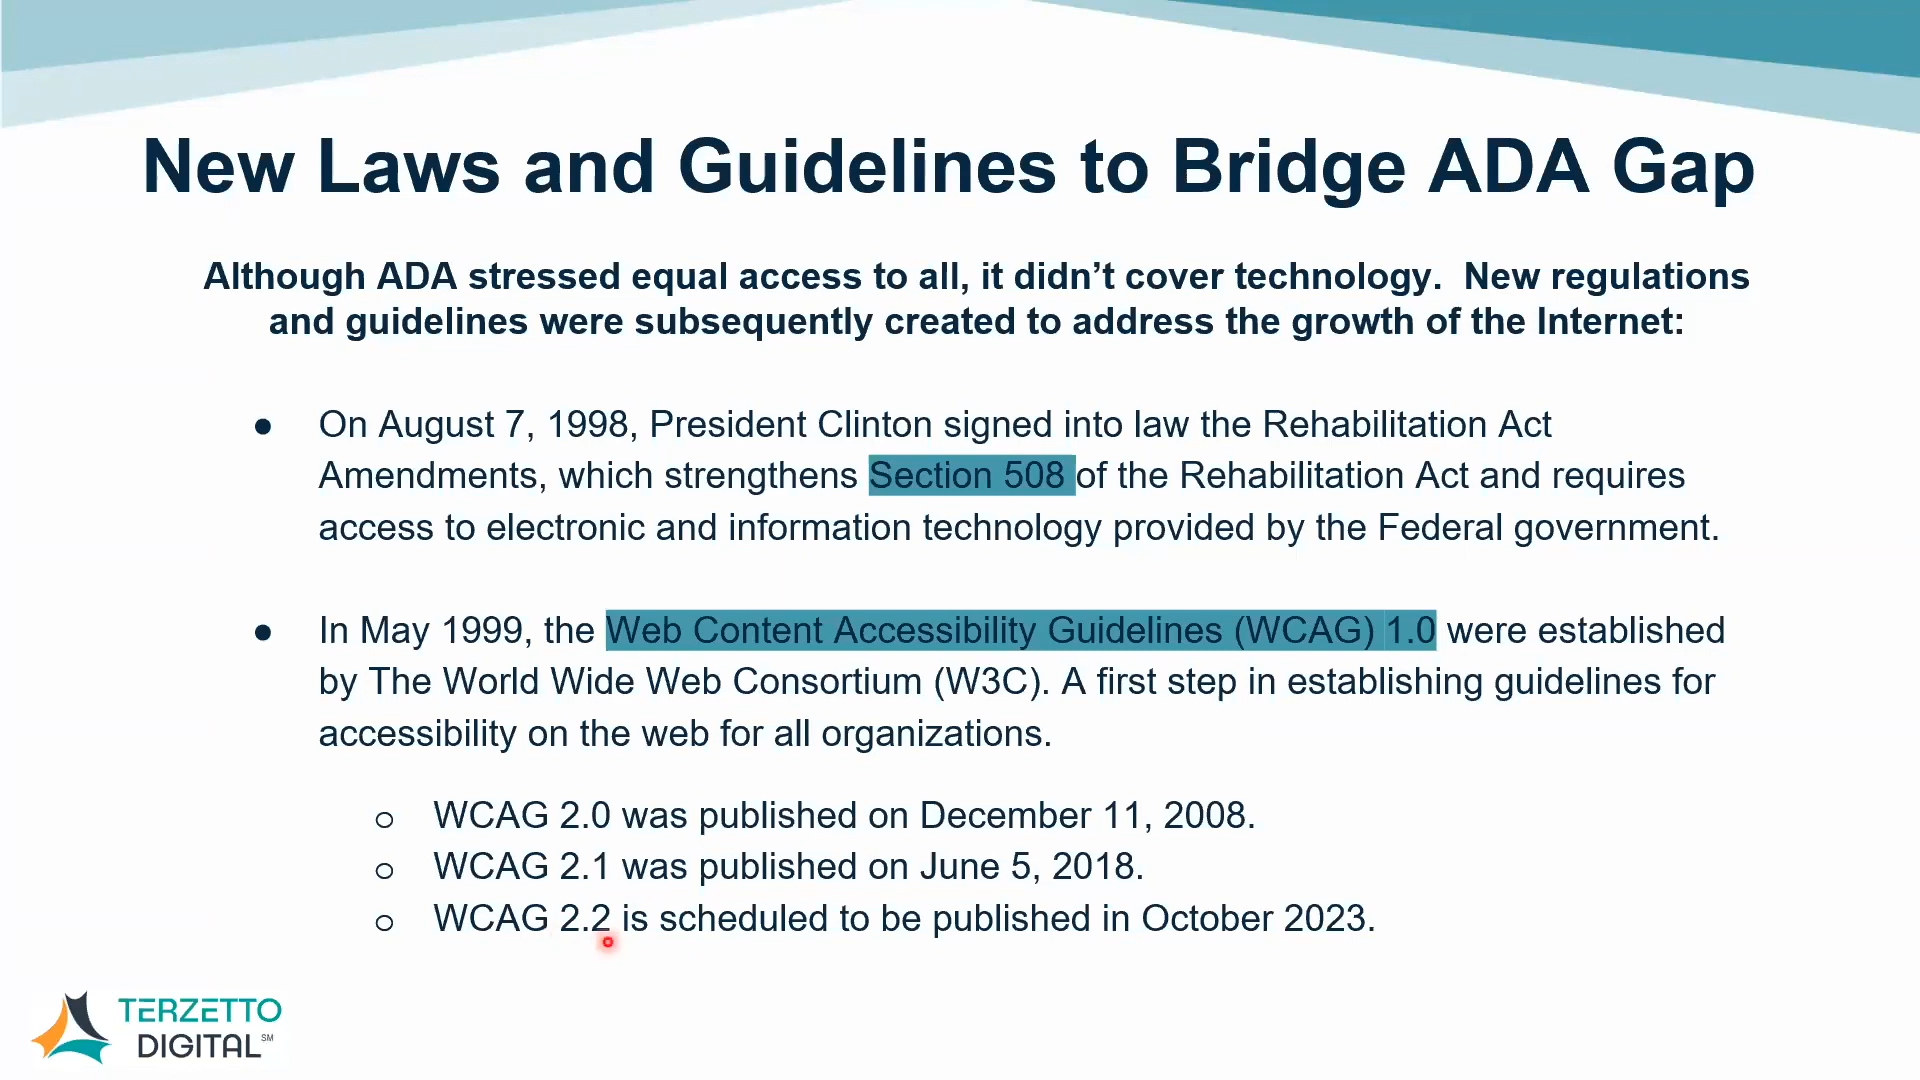 New Laws and Guidelines to Bridge ADA Gap
Although ADA stressed equal access to all, it didn’t cover technology.  New regulations
and guidelines were subsequently created to address the growth of the Internet:
● On August 7, 1998, President Clinton signed into law the Rehabilitation Act
Amendments, which strengthens Section 508 of the Rehabilitation Act and requires
access to electronic and information technology provided by the Federal government.
● In May 1999, the Web Content Accessibility Guidelines (WCAG) 1.0 were established
by The World Wide Web Consortium (W3C). A first step in establishing guidelines for
accessibility on the web for all organizations.
○ WCAG 2.0 was published on December 11, 2008.
○ WCAG 2.1 was published on June 5, 2018.
○ WCAG 2.2 is scheduled to be published in October 2023.
TERZETTO
DIGITAL℠